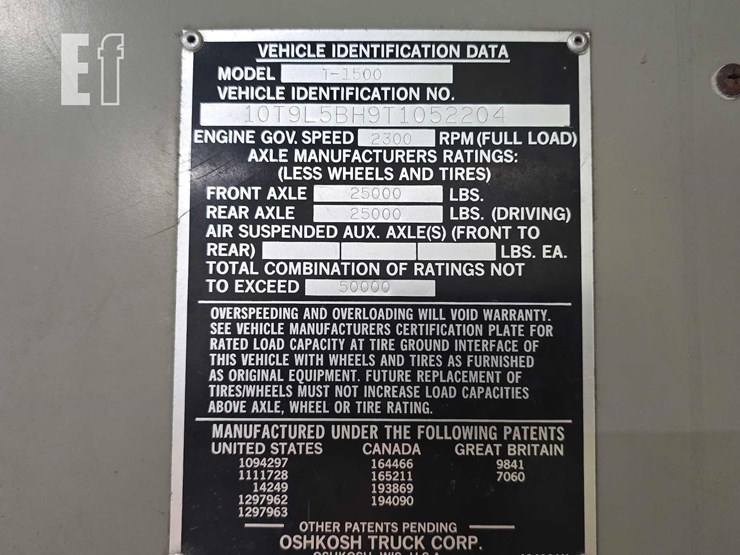 Ef
VEHICLE IDENTIFICATION DATA
MODEL T-1500
VEHICLE IDENTIFICATION NO.
10T9L5BH9T1052204
ENGINE GOV. SPEED 2300 RPM (FULL LOAD)
AXLE MANUFACTURERS RATINGS:
(LESS WHEELS AND TIRES)
FRONT AXLE 25000 LBS.
REAR AXLE 25000 LBS. (DRIVING)
AIR SUSPENDED AUX. AXLE(S) (FRONT TO
REAR) LBS. EA.
TOTAL COMBINATION OF RATINGS NOT
TO EXCEED 50000
OVERSPEEDING AND OVERLOADING WILL VOID WARRANTY.
SEE VEHICLE MANUFACTURERS CERTIFICATION PLATE FOR
RATED LOAD CAPACITY AT TIRE GROUND INTERFACE OF
THIS VEHICLE WITH WHEELS AND TIRES AS FURNISHED
AS ORIGINAL EQUIPMENT. FUTURE REPLACEMENT OF
TIRES/WHEELS MUST NOT INCREASE LOAD CAPACITIES
ABOVE AXLE, WHEEL OR TIRE RATING.
MANUFACTURED UNDER THE FOLLOWING PATENTS
UNITED STATES CANADA GREAT BRITAIN
1094297 164466 9841
1111728 165211 7060
14249 193869
1297962 194090
1297963
OTHER PATENTS PENDING
OSHKOSH TRUCK CORP.
OSHKOSH, WIS. U.S.A.